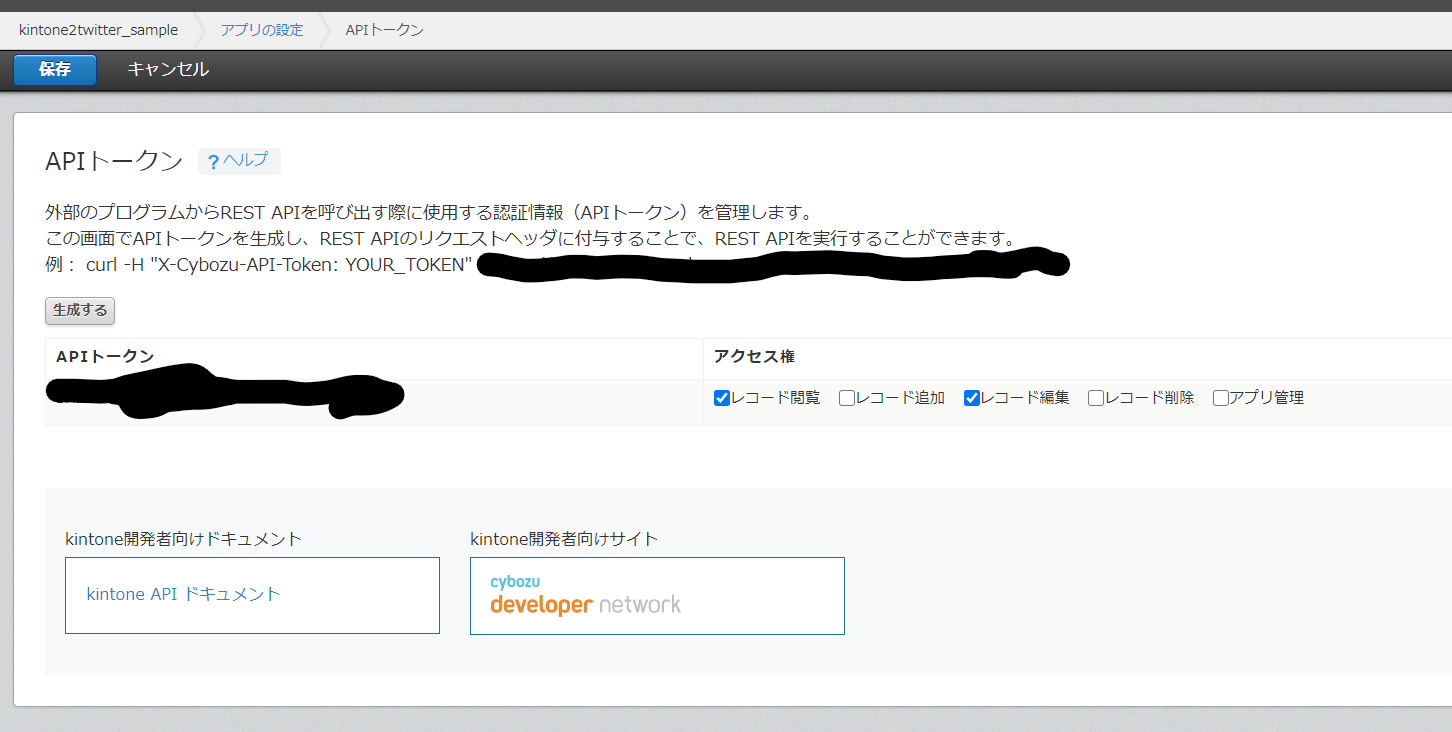 kintone2twitter_sample アプリの設定 APIトークン
保存 キャンセル
APIトークン ?ヘルプ
外部のプログラムからREST APIを呼び出す際に使用する認証情報（APIトークン）を管理します。
この画面でAPIトークンを生成し、REST APIのリクエストヘッダに付与することで、REST APIを実行することができます。
例： curl -H "X-Cybozu-API-Token: YOUR_TOKEN"
生成する
APIトークン アクセス権
レコード閲覧 レコード追加 レコード編集 レコード削除 アプリ管理
kintone開発者向けドキュメント kintone開発者向けサイト
kintone API ドキュメント
cybozu
developer network